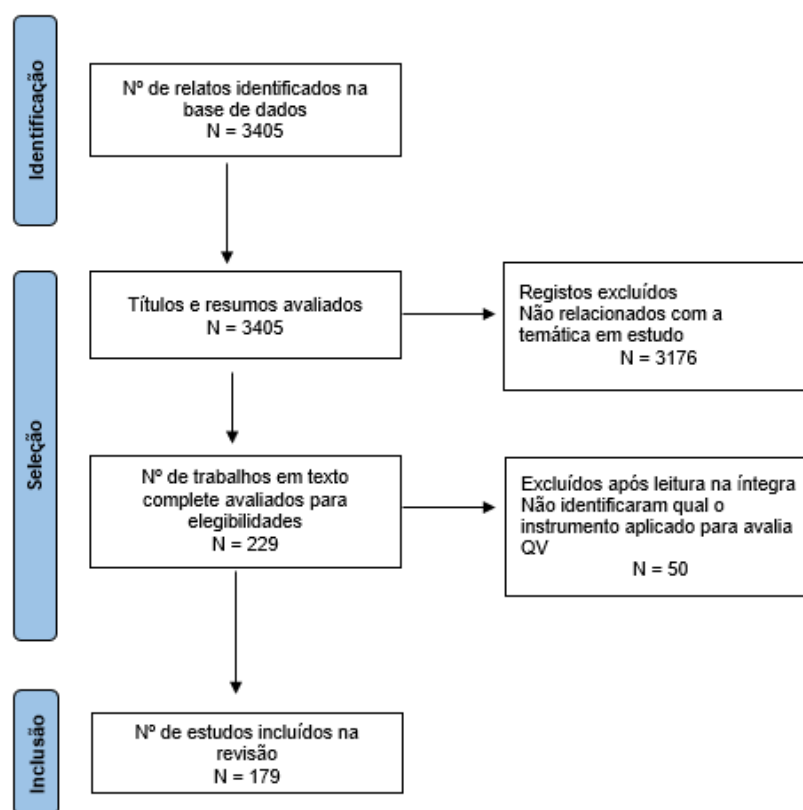 Identificação
Nº de relatos identificados na
base de dados
N = 3405
Seleção
Títulos e resumos avaliados
N = 3405
Registos excluídos
Não relacionados com a
temática em estudo
N = 3176
Nº de trabalhos em texto
complete avaliados para
elegibilidades
N = 229
Excluídos após leitura na íntegra
Não identificaram qual o
instrumento aplicado para avalia
QV
N = 50
Inclusão
Nº de estudos incluídos na
revisão
N = 179